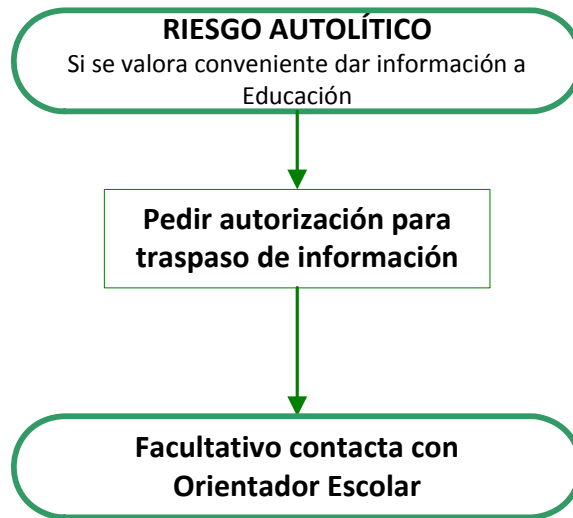 RIESGO AUTOLÍTICO
Si se valora conveniente dar información a
Educación
Pedir autorización para
traspaso de información
Facultativo contacta con
Orientador Escolar